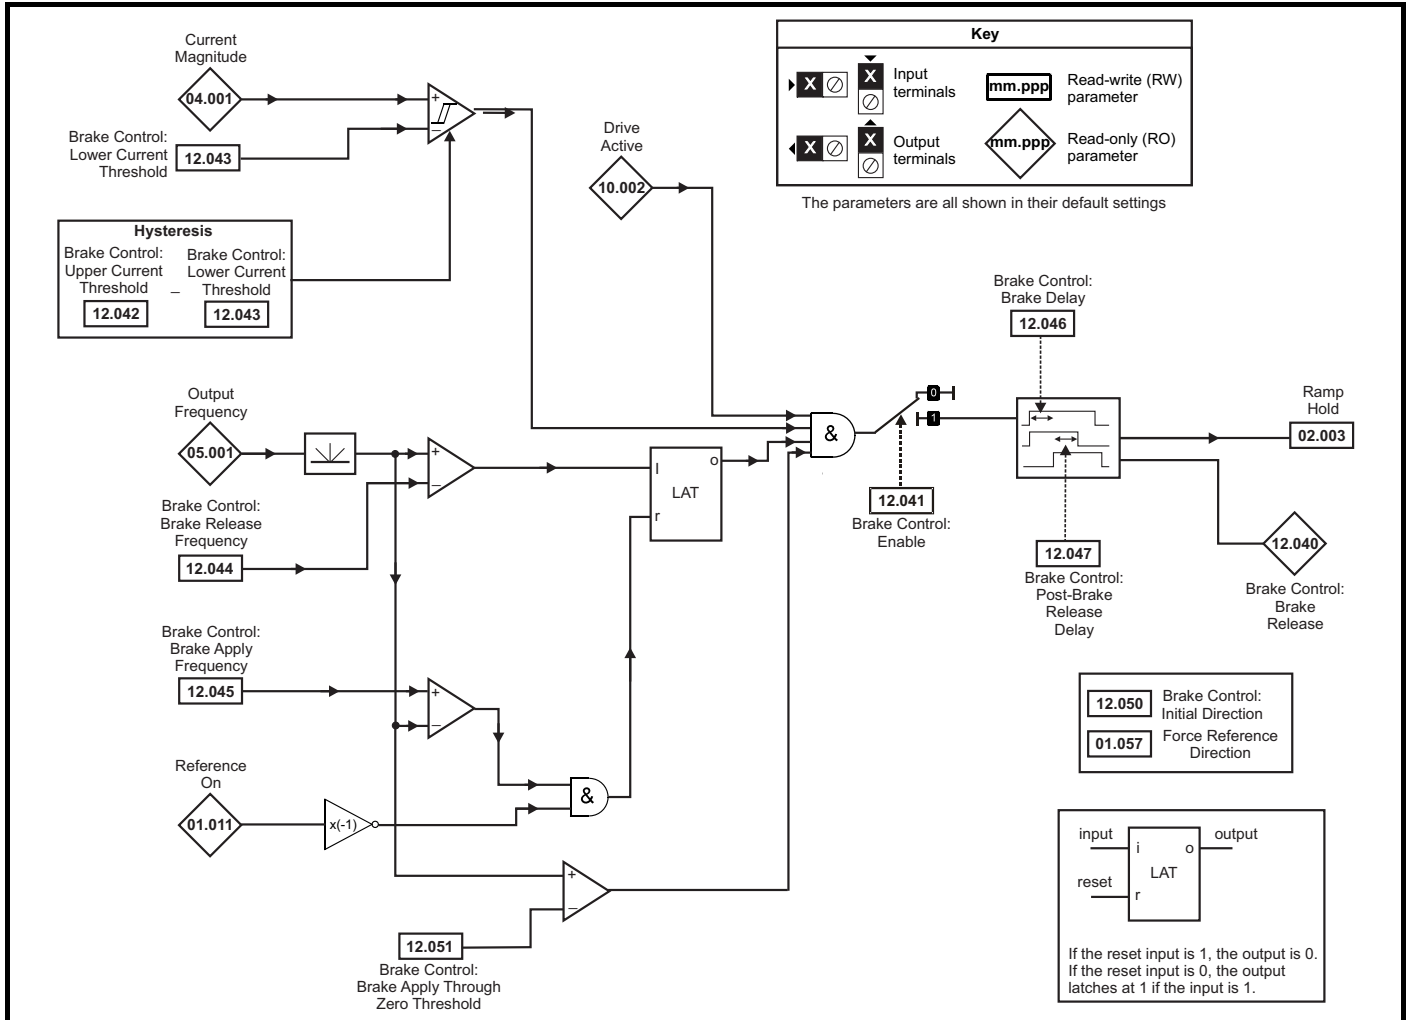 Current
Magnitude
04.001
+
Brake Control:
Lower Current
Threshold
12.043
–
Hysteresis
Brake Control:
Upper Current
Threshold
12.042
–
Brake Control:
Lower Current
Threshold
12.043
Drive
Active
10.002
Key
X
X
Input
terminals
mm.ppp
Read-write (RW)
parameter
X
X
Output
terminals
mm.ppp
Read-only (RO)
parameter
The parameters are all shown in their default settings
Output
Frequency
05.001
+
–
Brake Control:
Brake Release
Frequency
12.044
I
o
LAT
r
&
0
1
12.041
Brake Control:
Enable
Brake Control:
Brake Delay
12.046
12.047
Brake Control:
Post-Brake
Release
Delay
Ramp
Hold
02.003
12.040
Brake Control:
Brake
Release
Brake Control:
Brake Apply
Frequency
12.045
+
–
Reference
On
01.011
x(-1)
&
+
–
12.051
Brake Control:
Brake Apply Through
Zero Threshold
12.050
Brake Control:
Initial Direction
01.057
Force Reference
Direction
input
i
o
output
LAT
reset
r
If the reset input is 1, the output is 0.
If the reset input is 0, the output
latches at 1 if the input is 1.